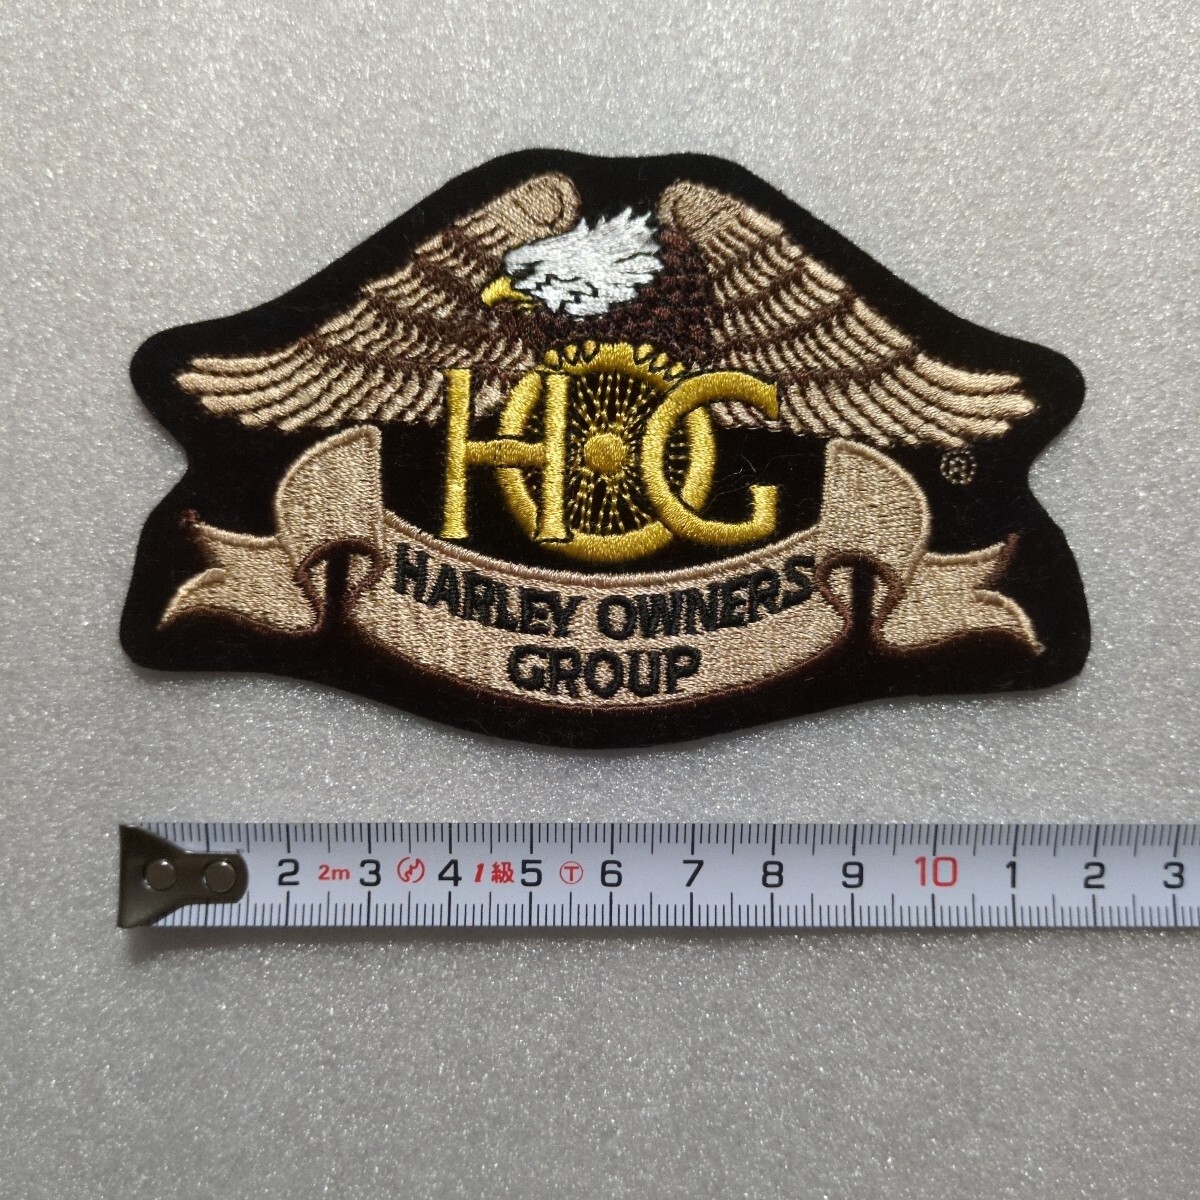 HOG
®
HARLEY OWNERS
GROUP
2 2m 3 4 1級 5 Ⓣ 6 7 8 9 10 1 2 3